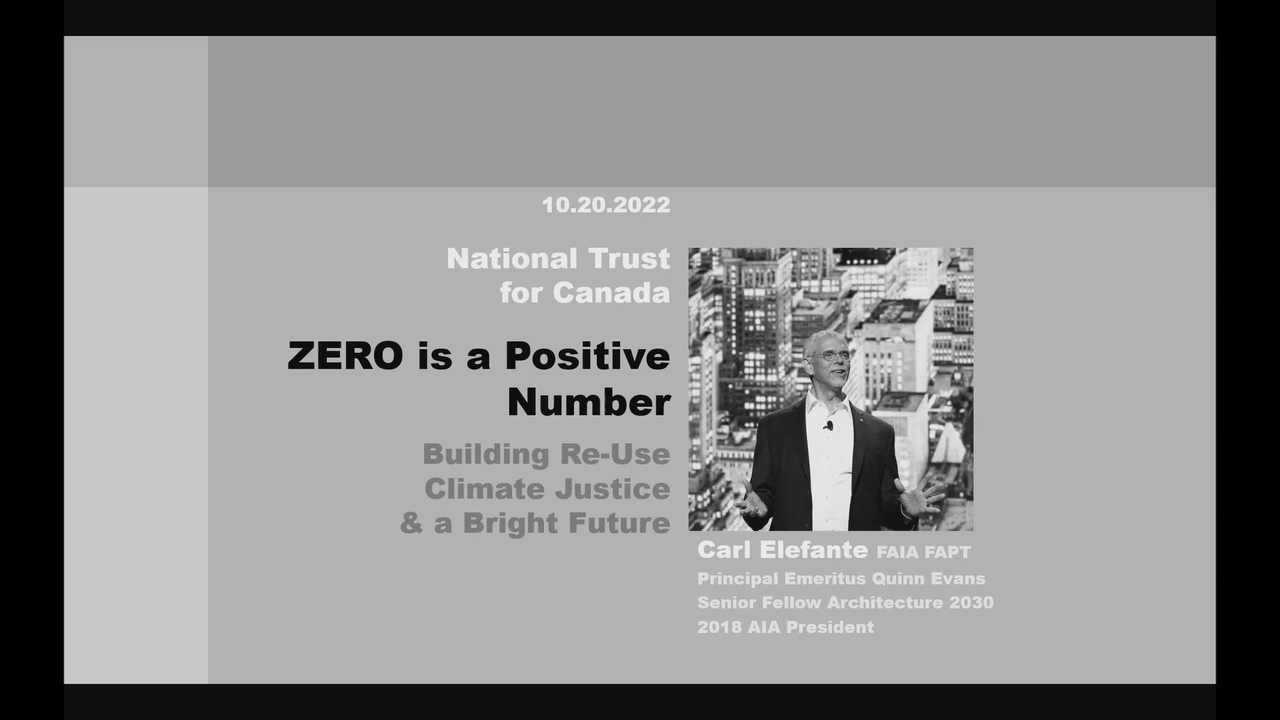 10.20.2022
National Trust
for Canada
ZERO is a Positive
Number
Building Re-Use
Climate Justice
& a Bright Future
Carl Elefante FAIA FAPT
Principal Emeritus Quinn Evans
Senior Fellow Architecture 2030
2018 AIA President